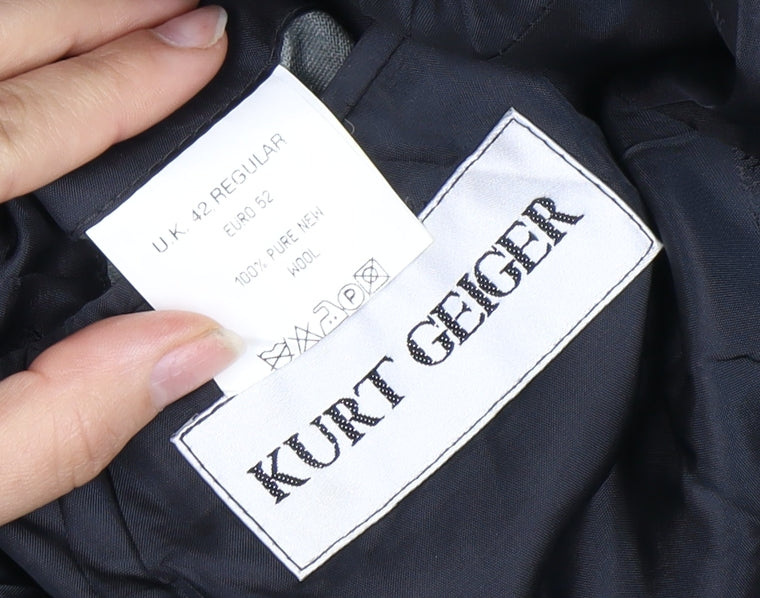 U.K. 42 REGULAR
EURO 52
100% PURE NEW
WOOL
P
KURT GEIGER